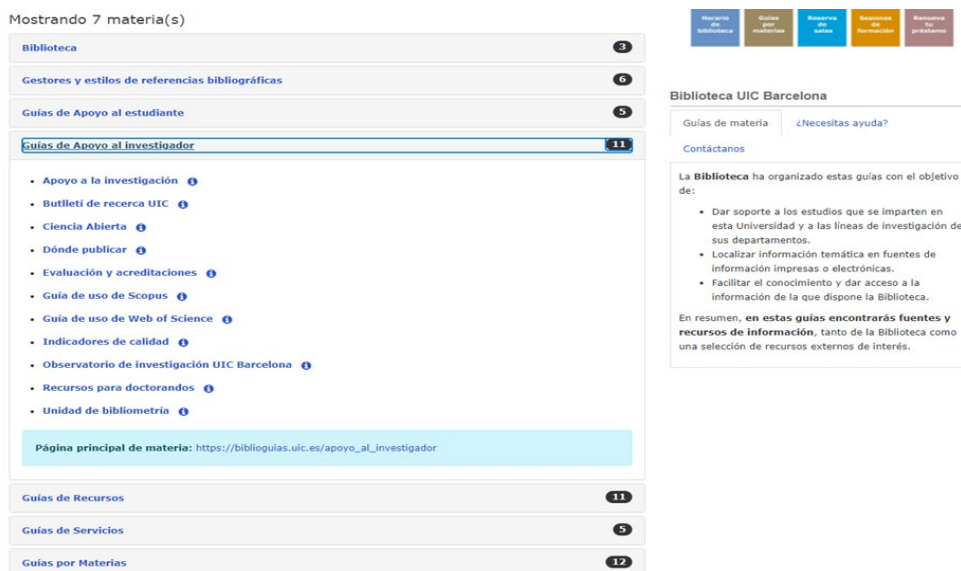 Mostrando 7 materia(s)
Biblioteca 3
Gestores y estilos de referencias bibliográficas 6
Guías de Apoyo al estudiante 5
Guías de Apoyo al investigador 11
Apoyo a la investigación
Butlletí de recerca UIC
Ciencia Abierta
Dónde publicar
Evaluación y acreditaciones
Guía de uso de Scopus
Guía de uso de Web of Science
Indicadores de calidad
Observatorio de investigación UIC Barcelona
Recursos para doctorandos
Unidad de bibliometría
Página principal de materia: https://biblioguias.uic.es/apoyo_al_investigador
Guías de Recursos 11
Guías de Servicios 5
Guías por Materias 12
Horario
de
biblioteca
Guías
por
materias
Reserva
de
salas
Sesiones
de
formación
Renueva
tu
préstamo
Biblioteca UIC Barcelona
Guías de materia ¿Necesitas ayuda?
Contáctanos
La Biblioteca ha organizado estas guías con el objetivo
de:
Dar soporte a los estudios que se imparten en
esta Universidad y a las líneas de investigación de
sus departamentos.
Localizar información temática en fuentes de
información impresas o electrónicas.
Facilitar el conocimiento y dar acceso a la
información de la que dispone la Biblioteca.
En resumen, en estas guías encontrarás fuentes y
recursos de información, tanto de la Biblioteca como
una selección de recursos externos de interés.